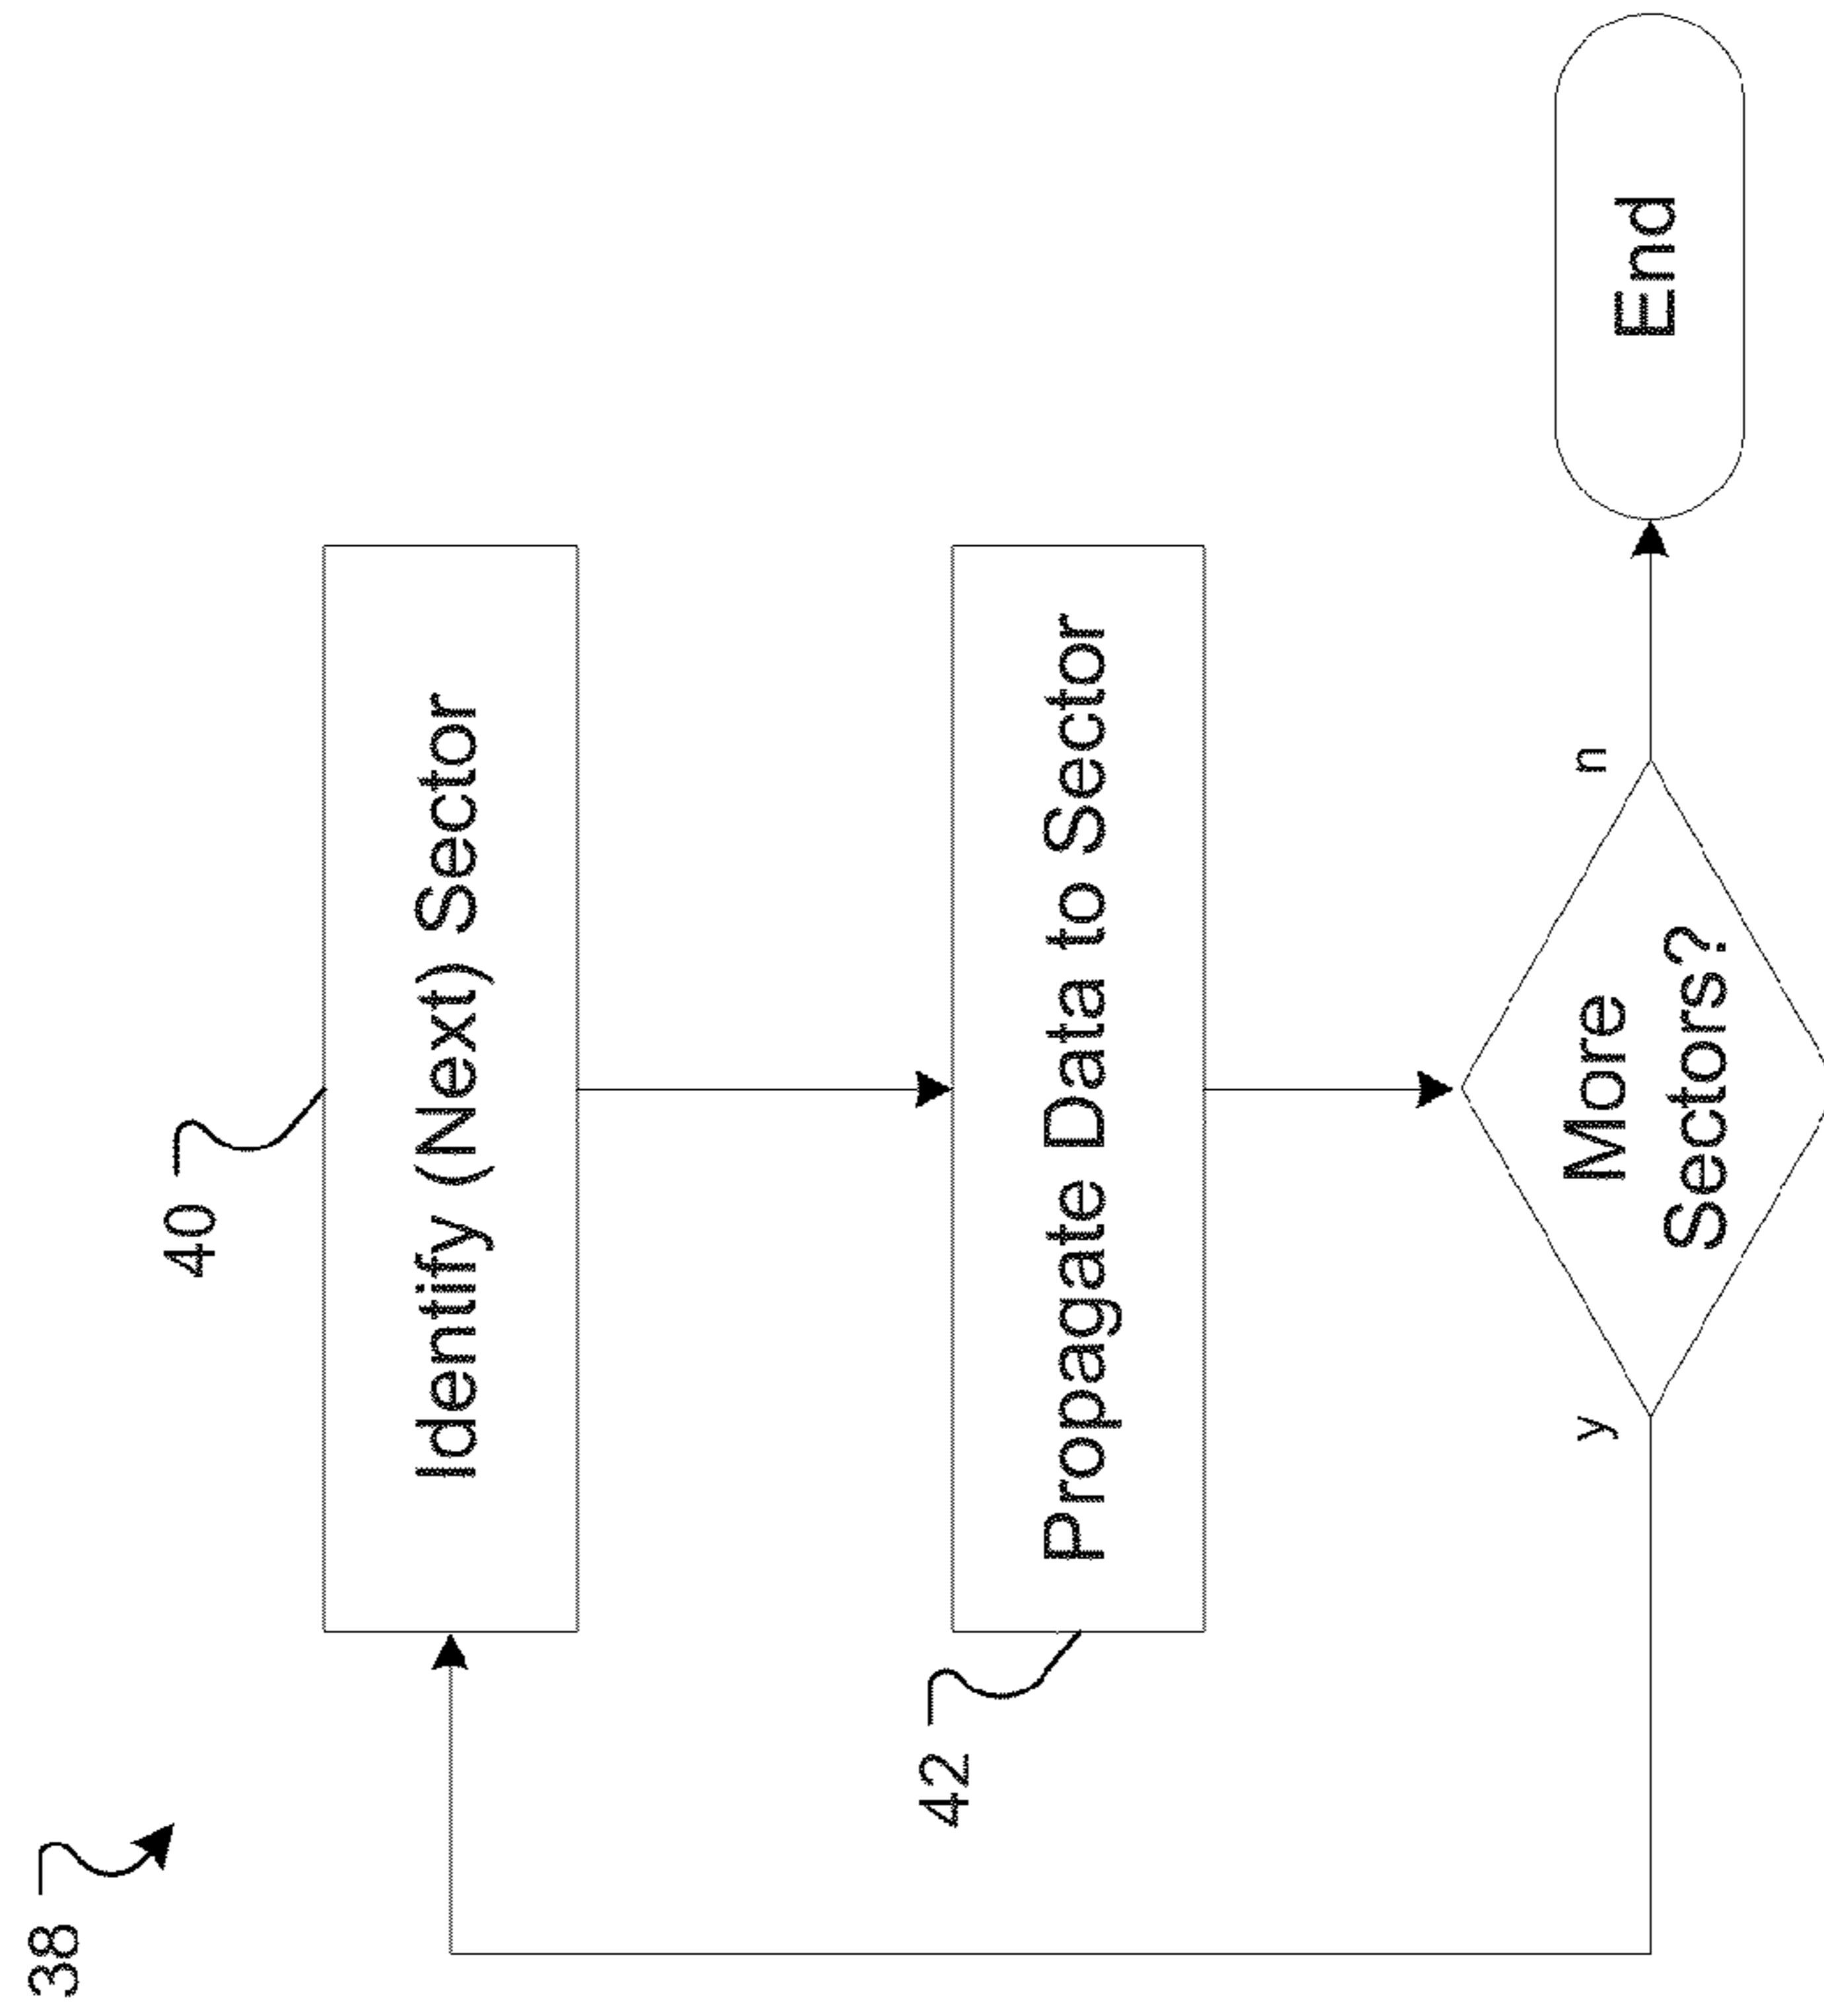 38
40
Identify (Next) Sector
42
Propagate Data to Sector
More
Sectors?
y
n
End